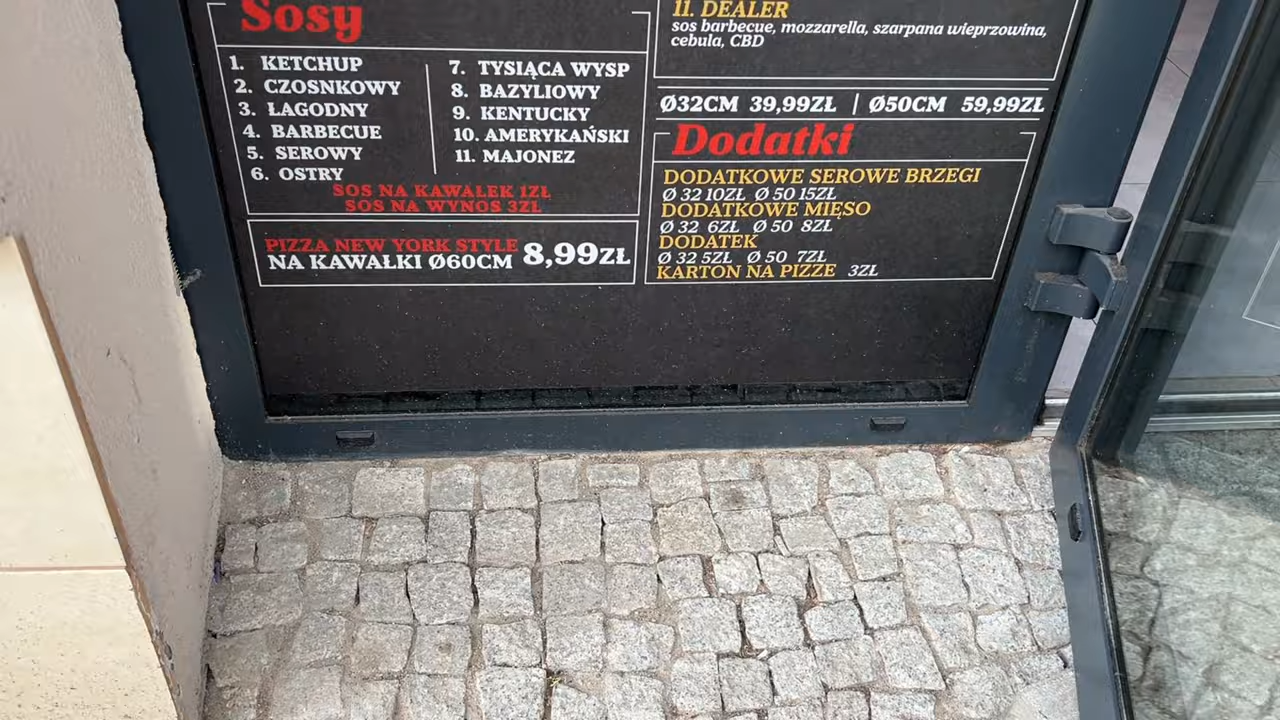 Sosy
1. KETCHUP
2. CZOSNKOWY
3. ŁAGODNY
4. BARBECUE
5. SEROWY
6. OSTRY
7. TYSIĄCA WYSP
8. BAZYLIOWY
9. KENTUCKY
10. AMERYKAŃSKI
11. MAJONEZ
SOS NA KAWAŁEK 1ZŁ
SOS NA WYNOS 3ZŁ
PIZZA NEW YORK STYLE
NA KAWAŁKI Ø60CM 8,99ZŁ
11. DEALER
sos barbecue, mozzarella, szarpana wieprzowina,
cebula, CBD
Ø32CM 39,99ZŁ | Ø50CM 59,99ZŁ
Dodatki
DODATKOWE SEROWE BRZEGI
Ø 32 10ZŁ Ø 50 15ZŁ
DODATKOWE MIĘSO
Ø 32 6ZŁ Ø 50 8ZŁ
DODATEK
Ø 32 5ZŁ Ø 50 7ZŁ
KARTON NA PIZZE 3ZŁ